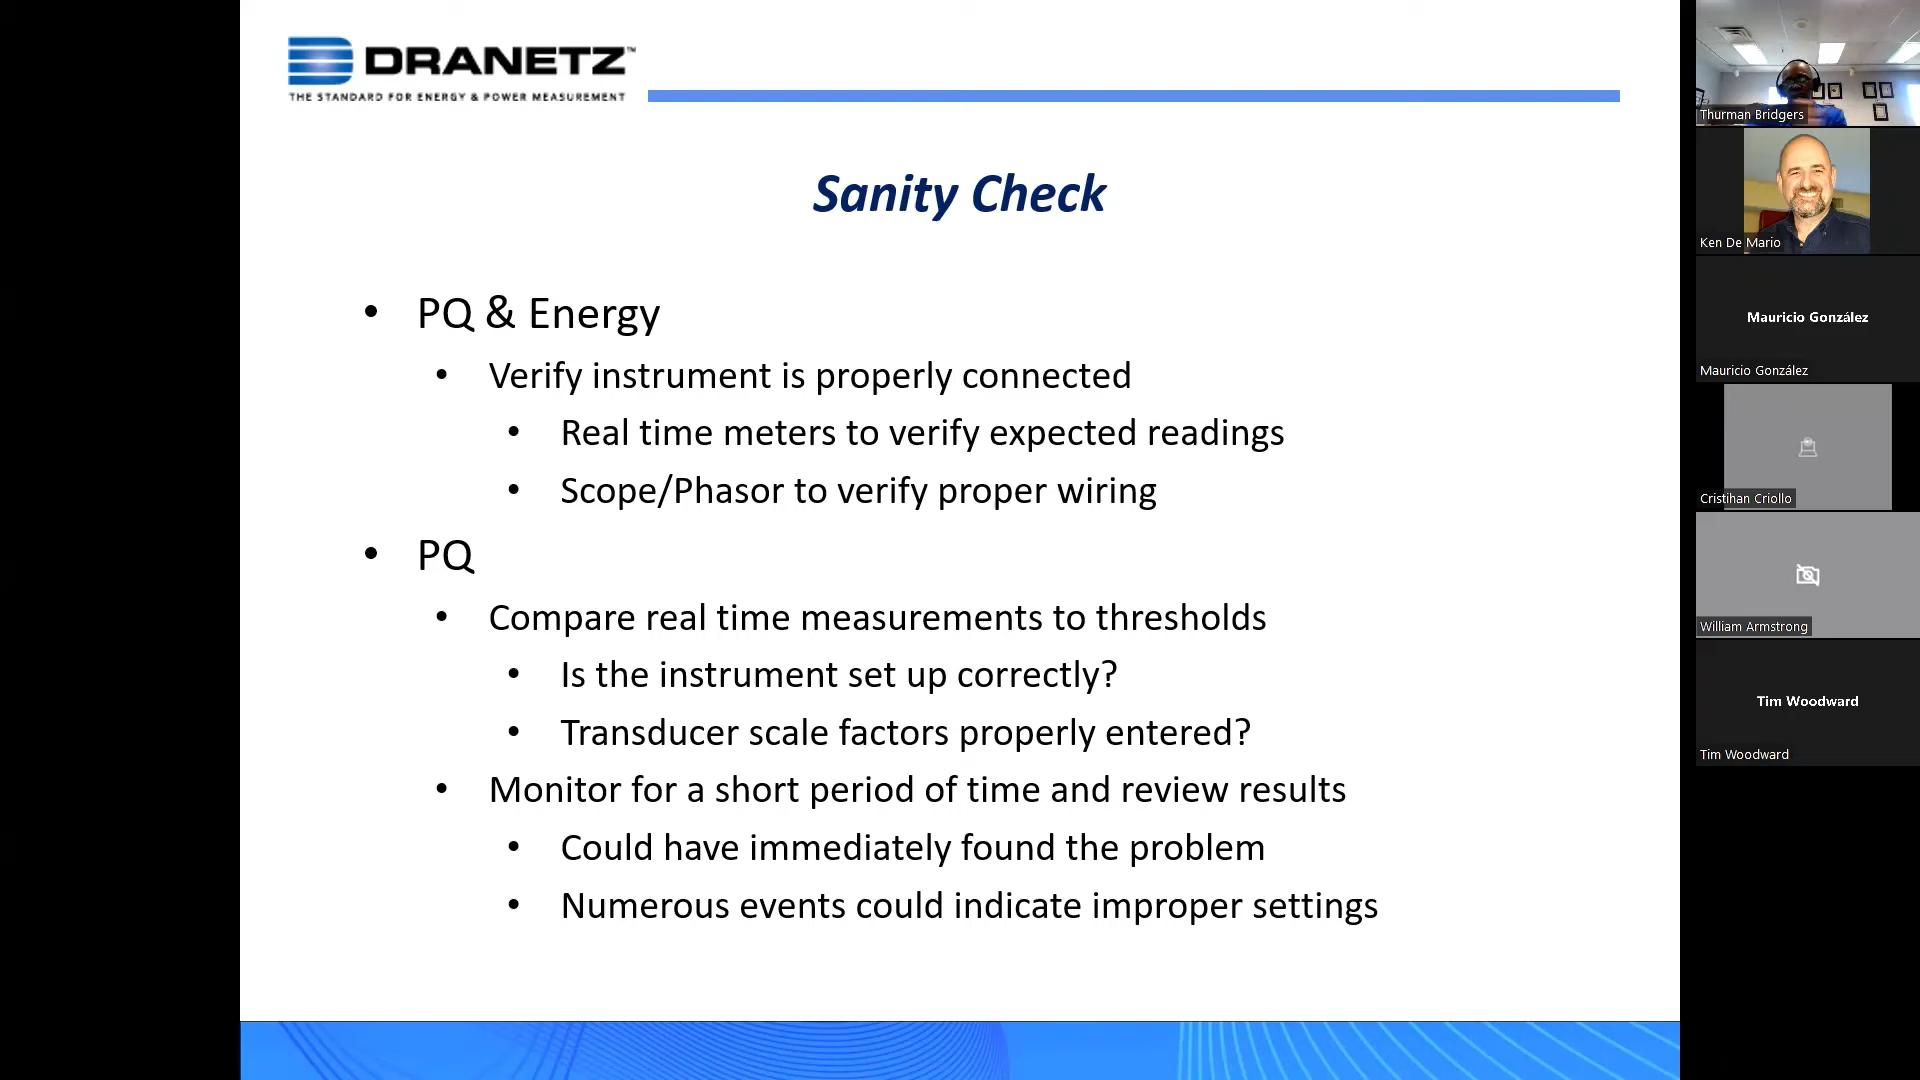 DRANETZ™
THE STANDARD FOR ENERGY & POWER MEASUREMENT
Sanity Check
• PQ & Energy
• Verify instrument is properly connected
• Real time meters to verify expected readings
• Scope/Phasor to verify proper wiring
• PQ
• Compare real time measurements to thresholds
• Is the instrument set up correctly?
• Transducer scale factors properly entered?
• Monitor for a short period of time and review results
• Could have immediately found the problem
• Numerous events could indicate improper settings
Thurman Bridgers
Ken De Mario
Mauricio González
Mauricio González
Cristihan Criollo
William Armstrong
Tim Woodward
Tim Woodward